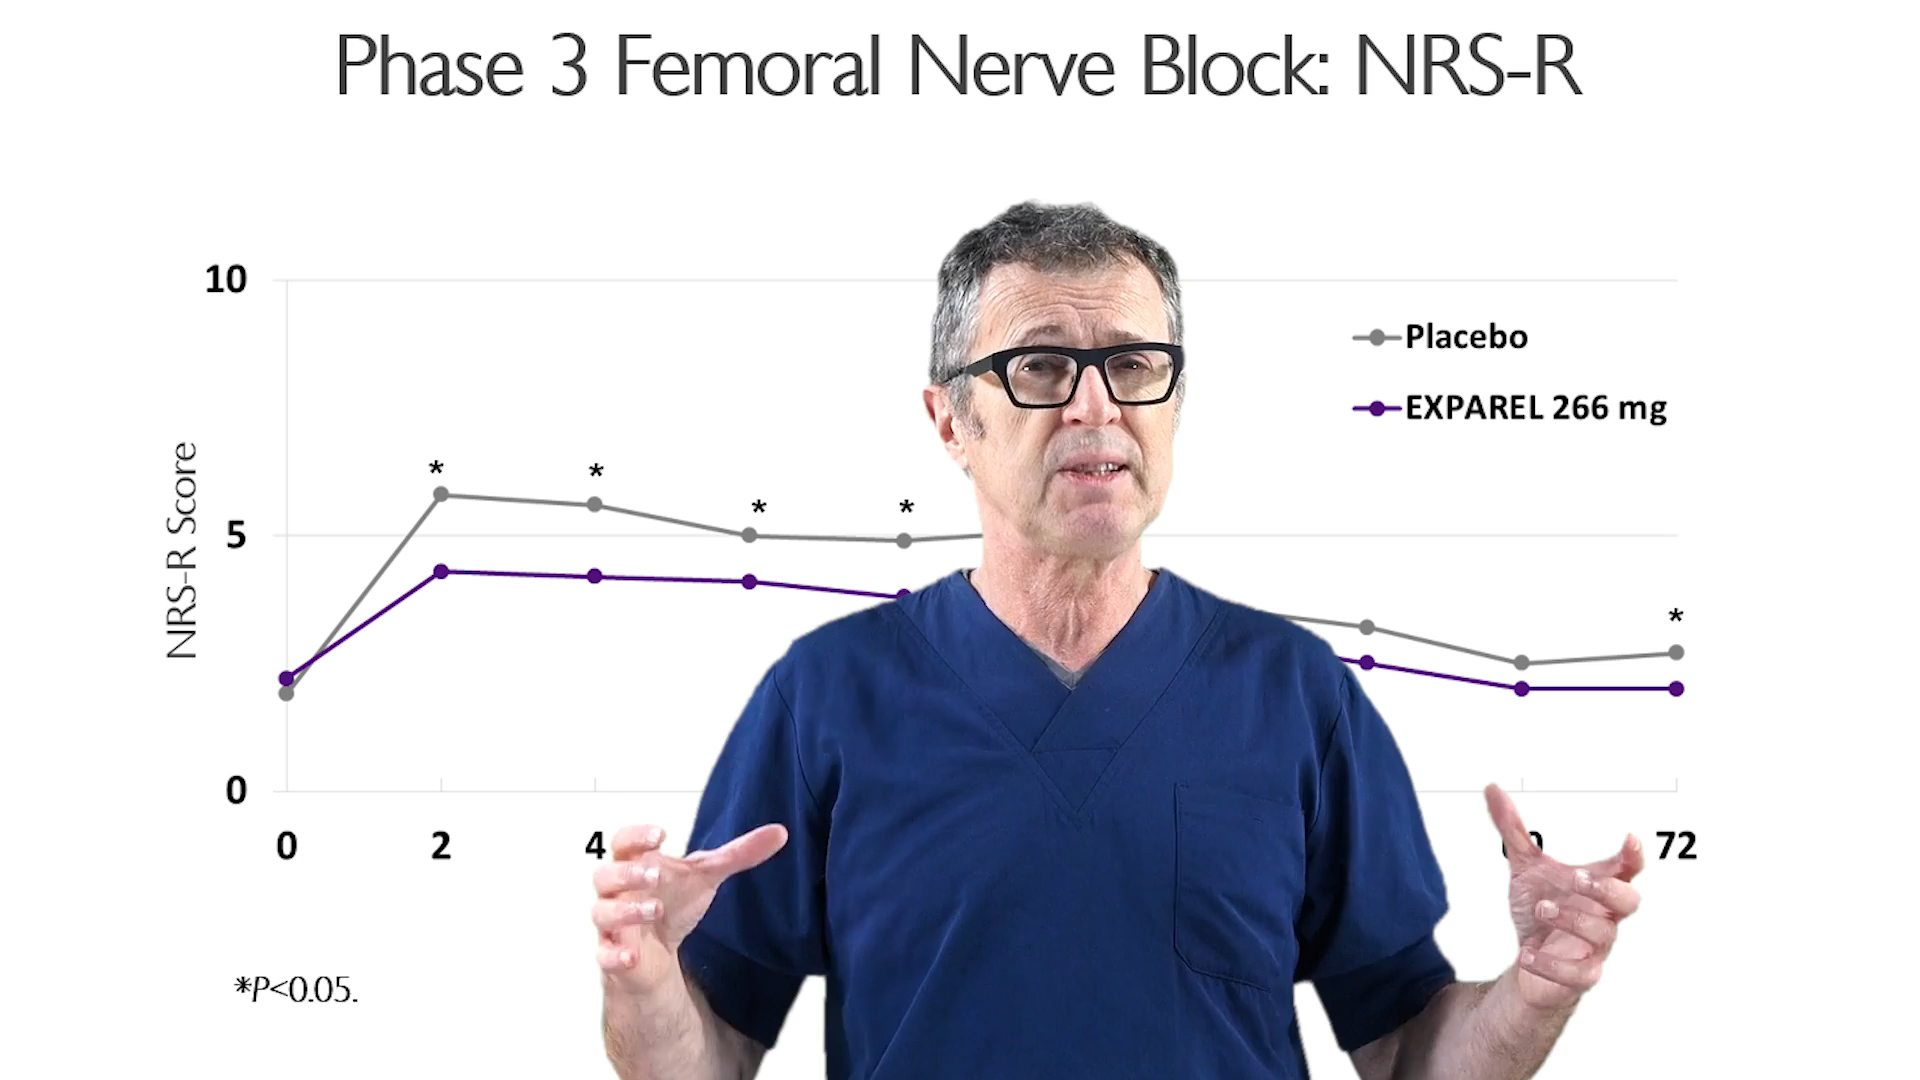 Phase 3 Femoral Nerve Block: NRS-R
10
Placebo
EXPAREL 266 mg
* * * *
NRS-R Score
5
*
0
0 2 4 72
*P<0.05.